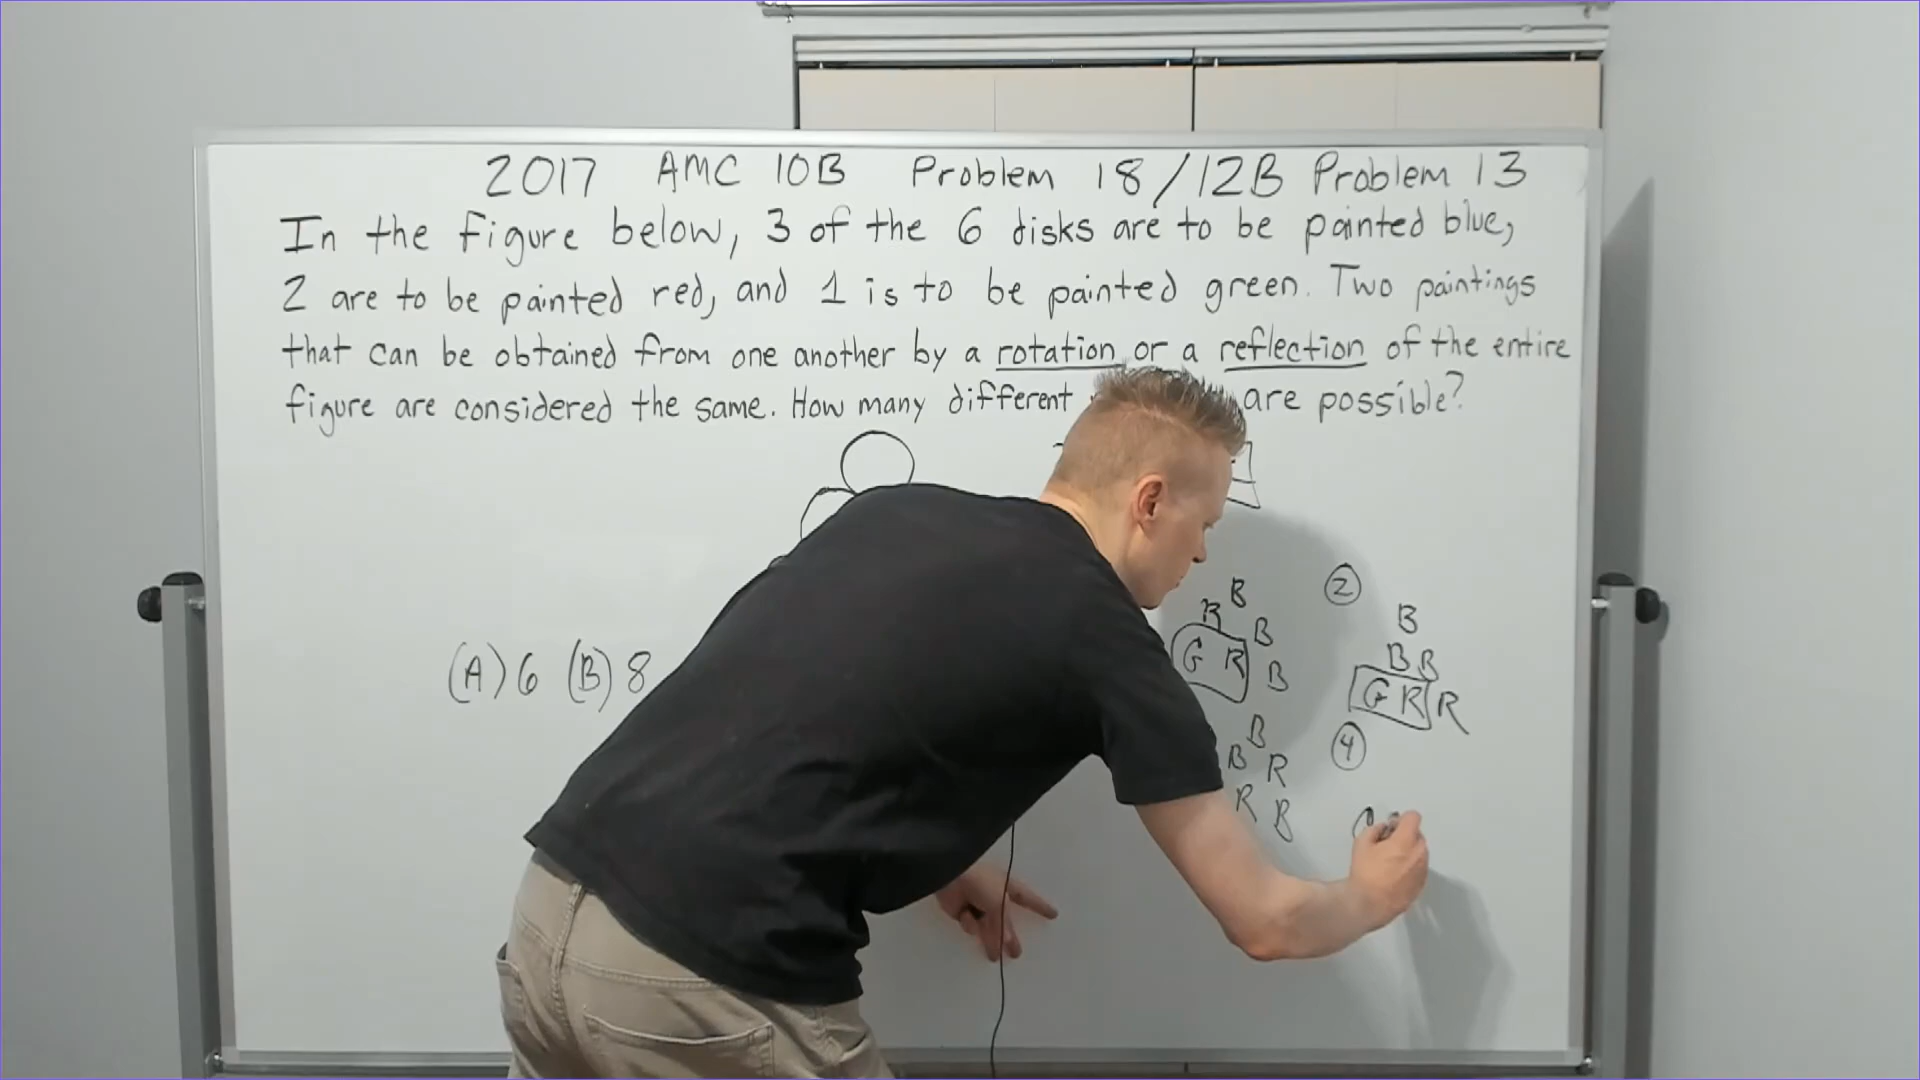 2017 AMC 10B Problem 18/12B Problem 13
In the figure below, 3 of the 6 disks are to be painted blue,
2 are to be painted red, and 1 is to be painted green. Two paintings
that can be obtained from one another by a rotation or a reflection of the entire
figure are considered the same. How many different are possible?
(A) 6 (B) 8
B
R B
G R B
2
B
B B
G R R
B
B R
R B
4